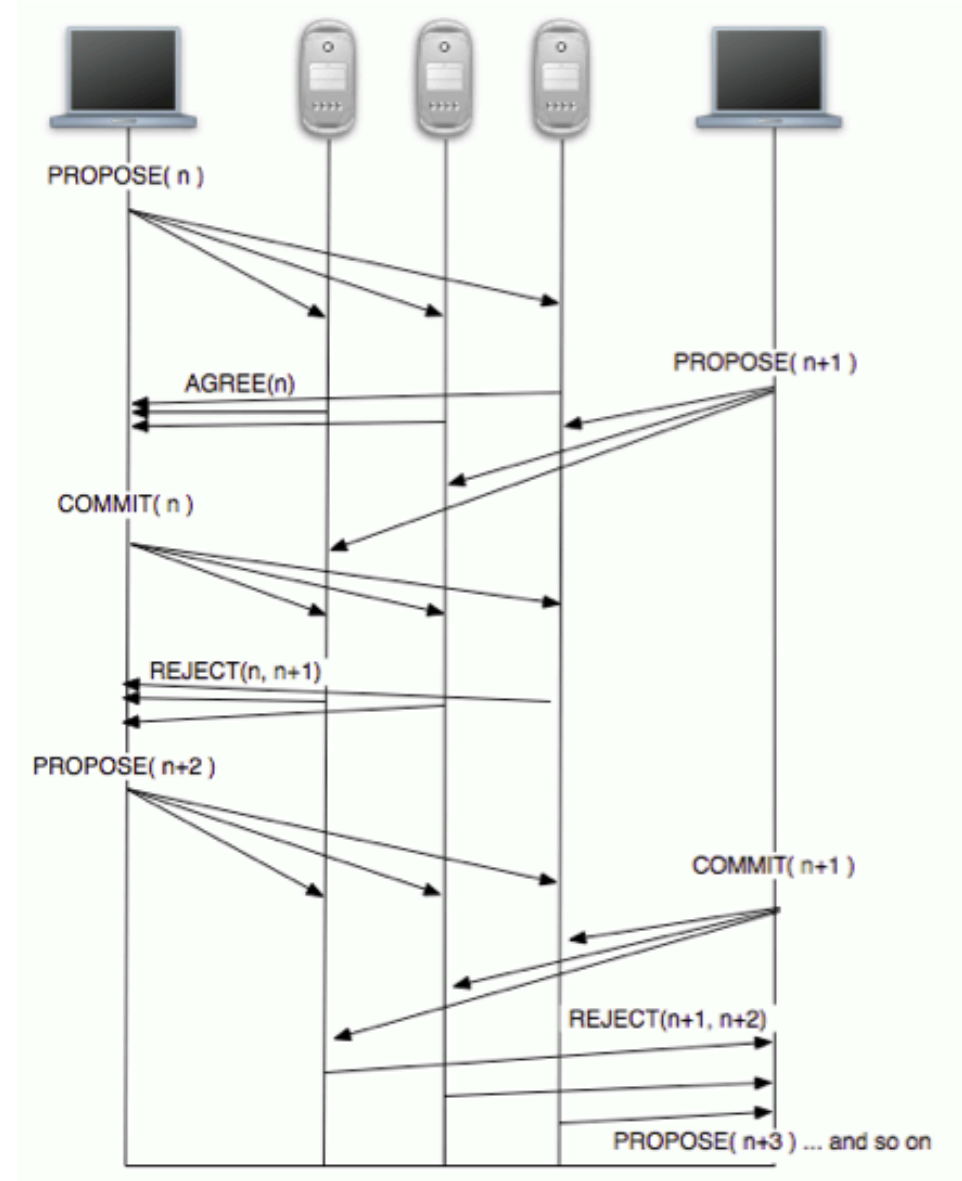 PROPOSE( n )
PROPOSE( n+1 )
AGREE(n)
COMMIT( n )
REJECT(n, n+1)
PROPOSE( n+2 )
COMMIT( n+1 )
REJECT(n+1, n+2)
PROPOSE( n+3 ) ... and so on